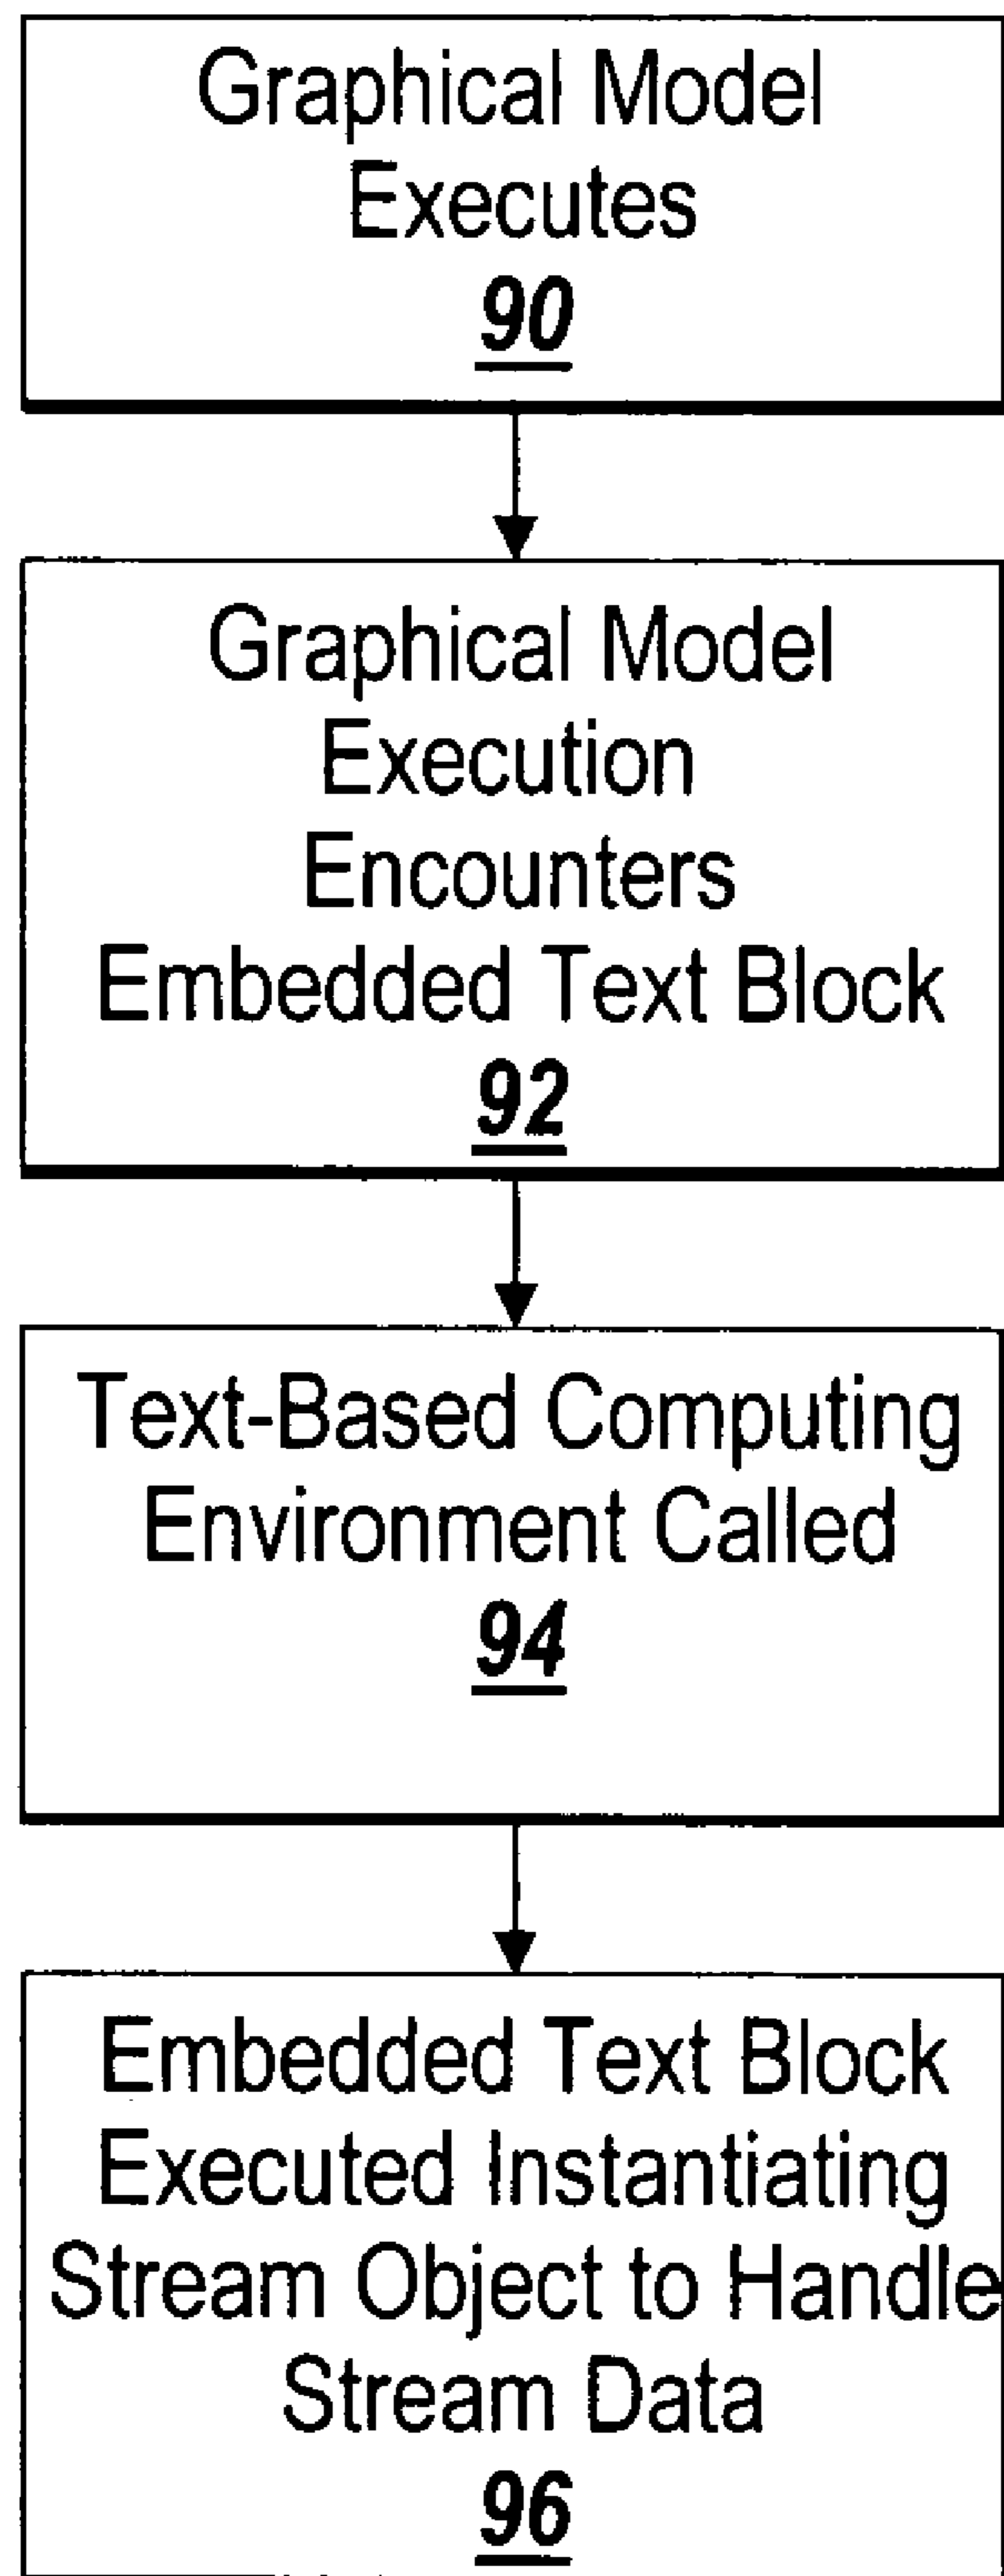 Graphical Model
Executes
90
Graphical Model
Execution
Encounters
Embedded Text Block
92
Text-Based Computing
Environment Called
94
Embedded Text Block
Executed Instantiating
Stream Object to Handle
Stream Data
96